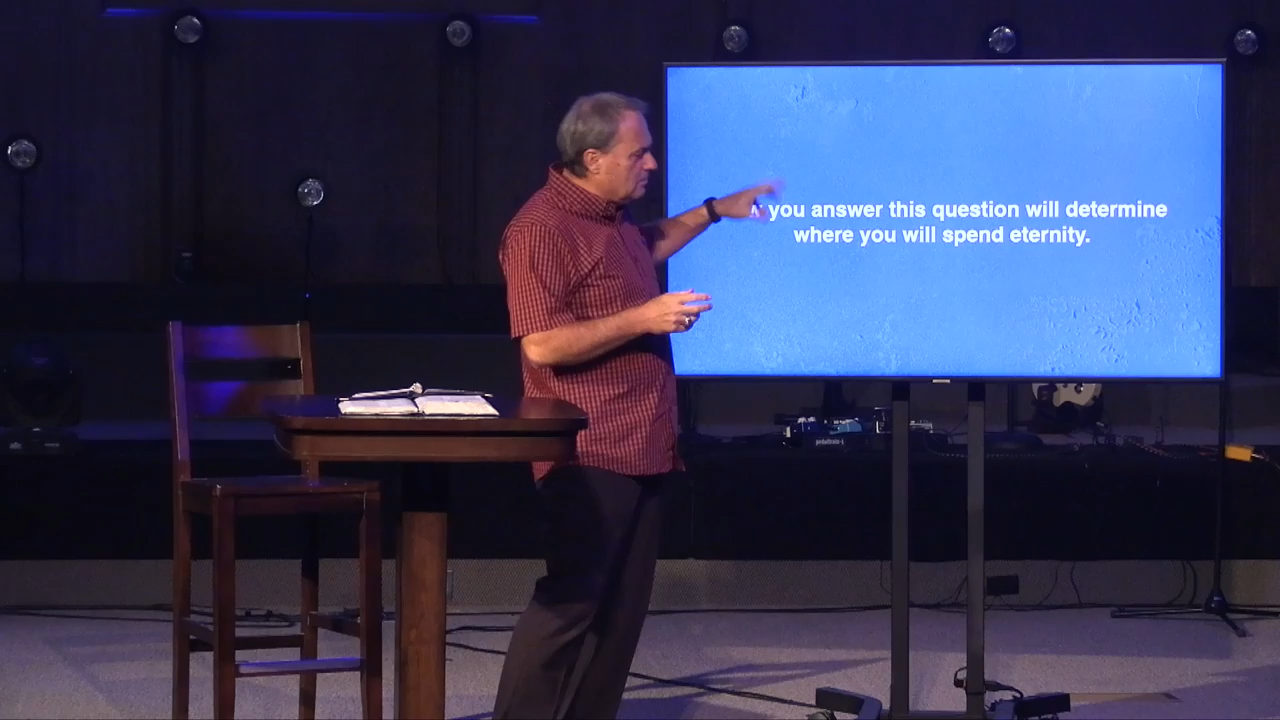 you answer this question will determine
where you will spend eternity.